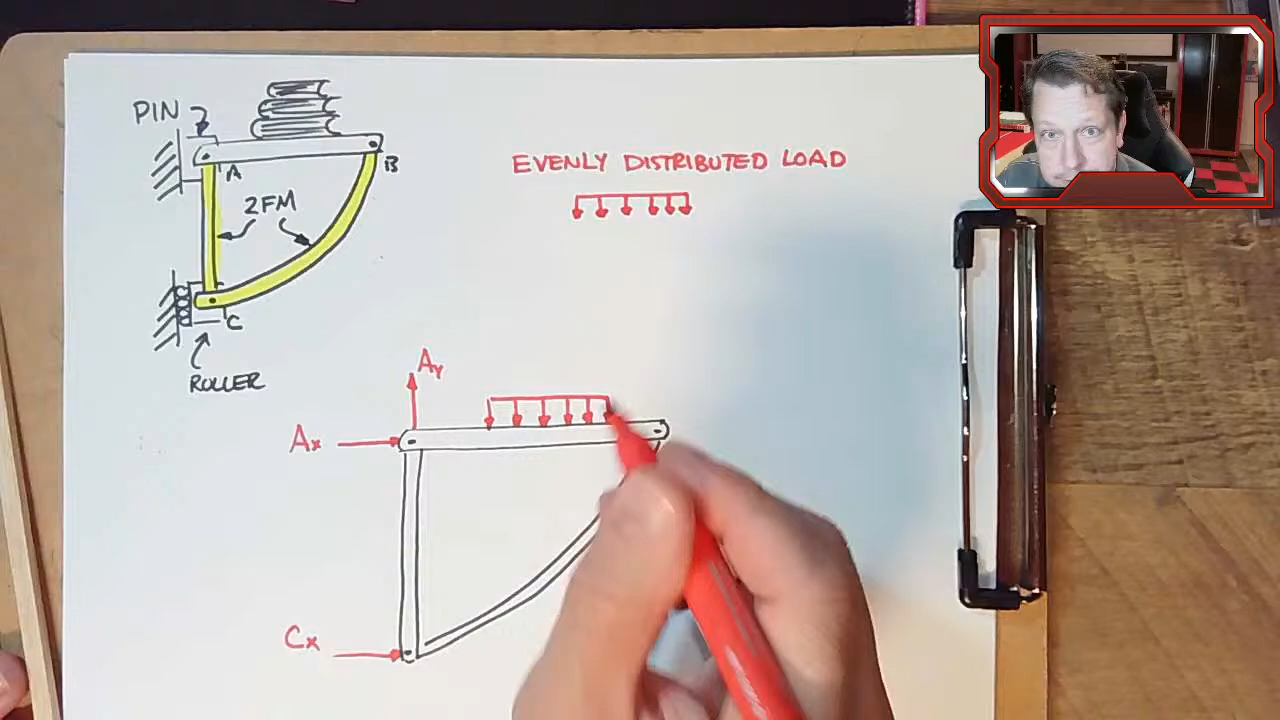 PIN
A
B
2FM
C
ROLLER
EVENLY DISTRIBUTED LOAD
Ay
Ax
Cx